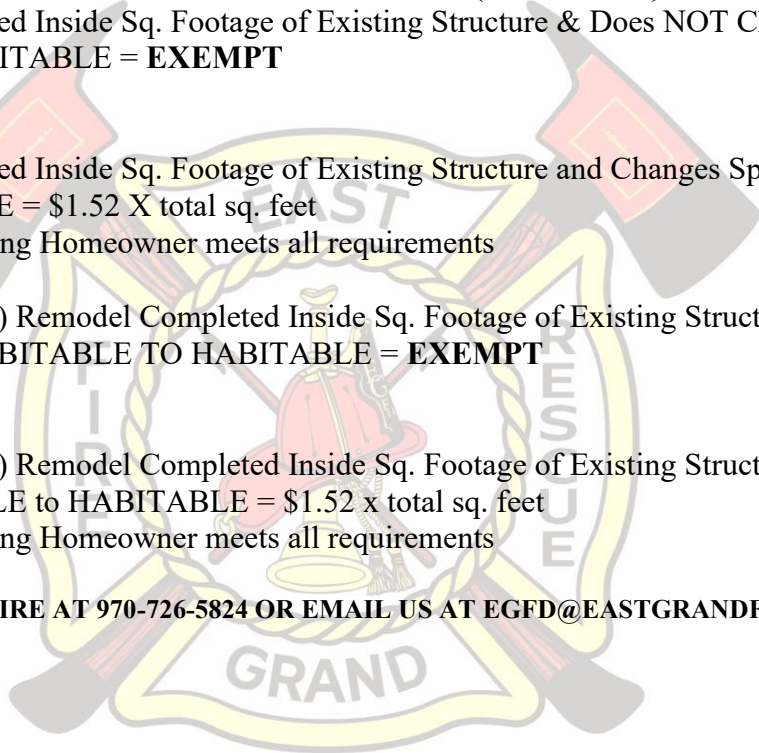 ed Inside Sq. Footage of Existing Structure & Does NOT C
ITABLE = EXEMPT
ed Inside Sq. Footage of Existing Structure and Changes Sp
E = $1.52 X total sq. feet
ng Homeowner meets all requirements
) Remodel Completed Inside Sq. Footage of Existing Struct
BITABLE TO HABITABLE = EXEMPT
) Remodel Completed Inside Sq. Footage of Existing Struct
LE to HABITABLE = $1.52 x total sq. feet
ng Homeowner meets all requirements
IRE AT 970-726-5824 OR EMAIL US AT EGFD@EASTGRANDF
EAST
FIRE
RESCUE
GRAND